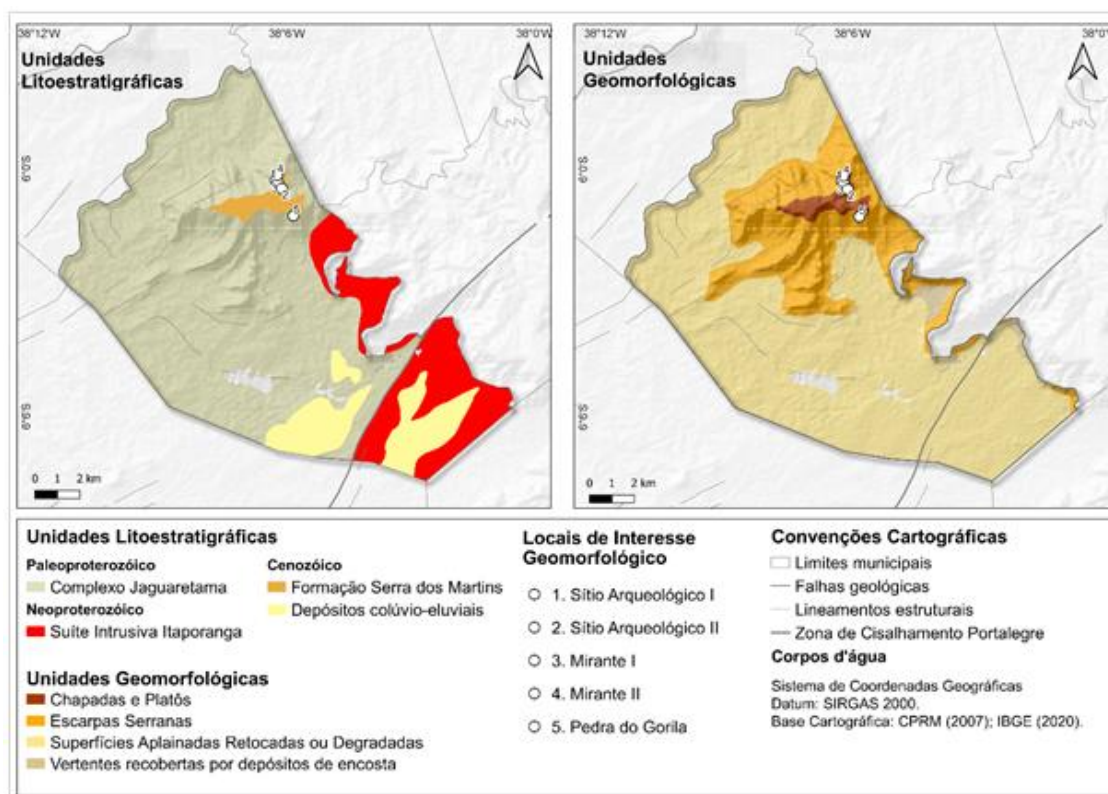 38°12'W 38°6'W 38°0'W
Unidades
Litoestratigráficas
6°0'S
6°6'S
0 1 2 km
38°12'W 38°6'W 38°0'W
Unidades
Geomorfológicas
6°0'S
6°6'S
0 1 2 km
Unidades Litoestratigráficas
Paleoproterozóico
Complexo Jaguaretama
Neoproterozóico
Suíte Intrusiva Itaporanga
Cenozóico
Formação Serra dos Martins
Depósitos colúvio-eluviais
Unidades Geomorfológicas
Chapadas e Platôs
Escarpas Serranas
Superfícies Aplainadas Retocadas ou Degradadas
Vertentes recobertas por depósitos de encosta
Locais de Interesse
Geomorfológico
1. Sítio Arqueológico I
2. Sítio Arqueológico II
3. Mirante I
4. Mirante II
5. Pedra do Gorila
Convenções Cartográficas
Limites municipais
Falhas geológicas
Lineamentos estruturais
Zona de Cisalhamento Portalegre
Corpos d'água
Sistema de Coordenadas Geográficas
Datum: SIRGAS 2000.
Base Cartográfica: CPRM (2007); IBGE (2020).